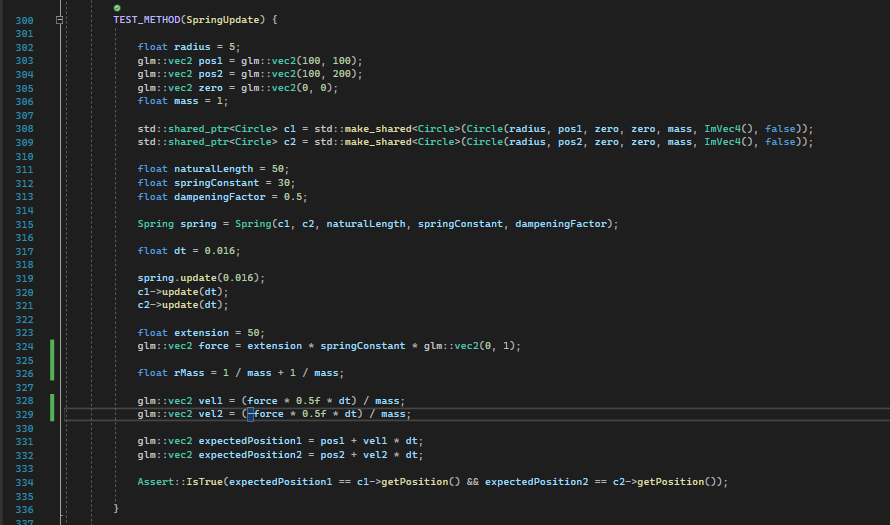 300 TEST_METHOD(SpringUpdate) {
301
302 float radius = 5;
303 glm::vec2 pos1 = glm::vec2(100, 100);
304 glm::vec2 pos2 = glm::vec2(100, 200);
305 glm::vec2 zero = glm::vec2(0, 0);
306 float mass = 1;
307
308 std::shared_ptr<Circle> c1 = std::make_shared<Circle>(Circle(radius, pos1, zero, zero, mass, ImVec4(), false));
309 std::shared_ptr<Circle> c2 = std::make_shared<Circle>(Circle(radius, pos2, zero, zero, mass, ImVec4(), false));
310
311 float naturalLength = 50;
312 float springConstant = 30;
313 float dampeningFactor = 0.5;
314
315 Spring spring = Spring(c1, c2, naturalLength, springConstant, dampeningFactor);
316
317 float dt = 0.016;
318
319 spring.update(0.016);
320 c1->update(dt);
321 c2->update(dt);
322
323 float extension = 50;
324 glm::vec2 force = extension * springConstant * glm::vec2(0, 1);
325
326 float rMass = 1 / mass + 1 / mass;
327
328 glm::vec2 vel1 = (force * 0.5f * dt) / mass;
329 glm::vec2 vel2 = (-force * 0.5f * dt) / mass;
330
331 glm::vec2 expectedPosition1 = pos1 + vel1 * dt;
332 glm::vec2 expectedPosition2 = pos2 + vel2 * dt;
333
334 Assert::IsTrue(expectedPosition1 == c1->getPosition() && expectedPosition2 == c2->getPosition());
335
336 }
337